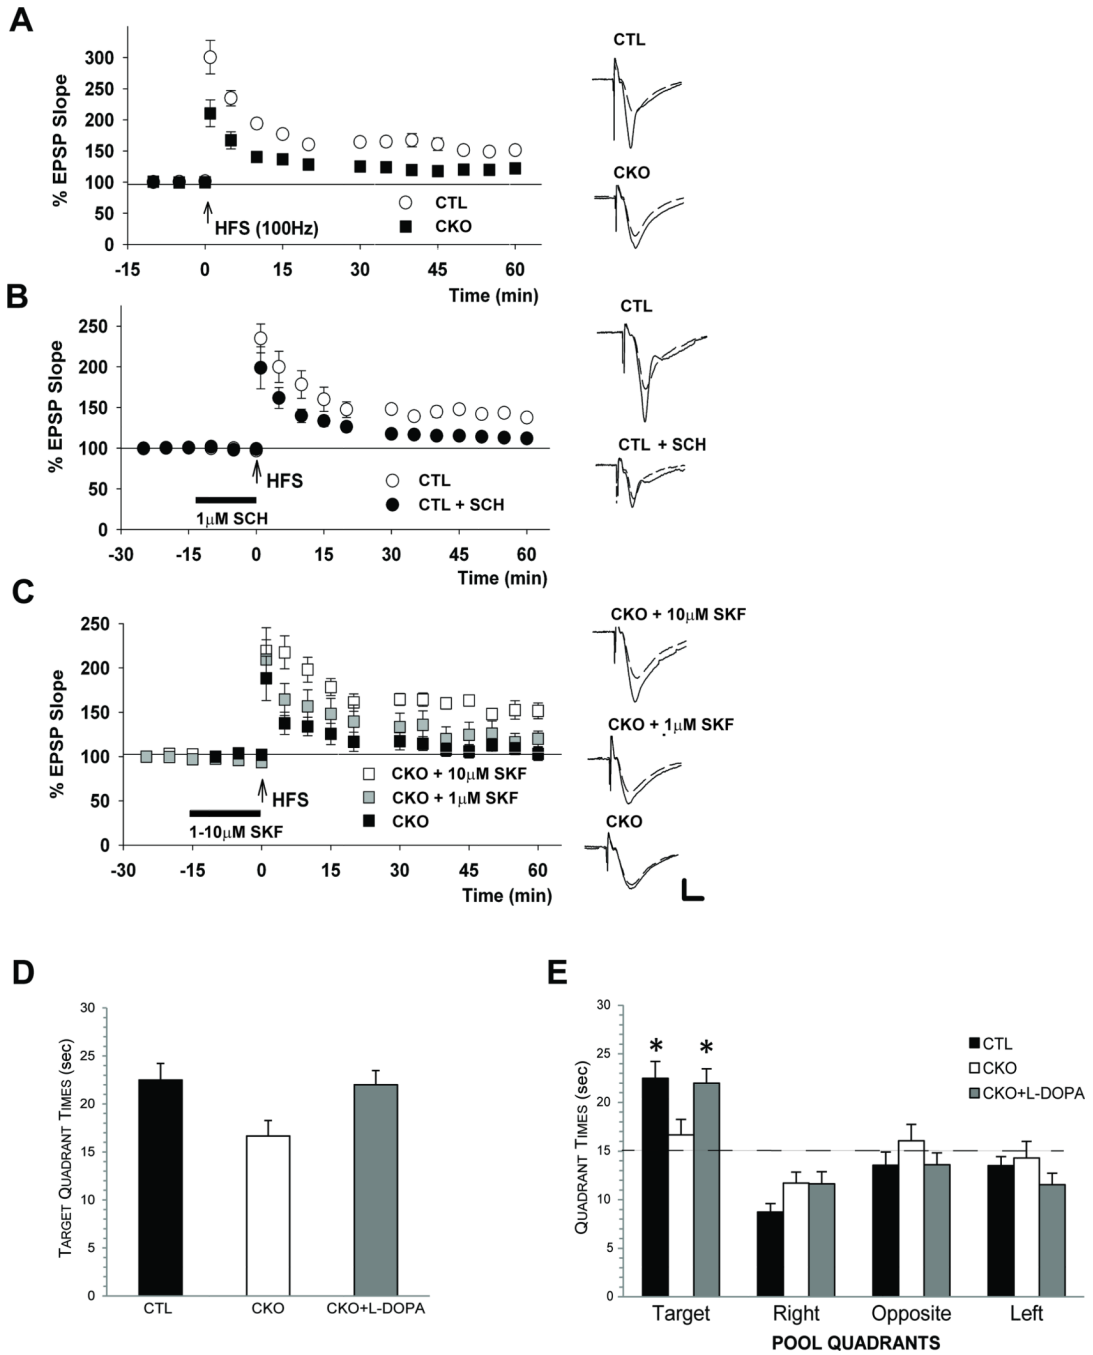 A
% EPSP Slope
300
250
200
150
100
50
0
HFS (100Hz)
CTL
CKO
-15 0 15 30 45 60
Time (min)
CTL
CKO
B
% EPSP Slope
250
200
150
100
50
0
HFS
1μM SCH
CTL
CTL + SCH
-30 -15 0 15 30 45 60
Time (min)
CTL
CTL + SCH
C
% EPSP Slope
250
200
150
100
50
0
HFS
1-10μM SKF
CKO + 10μM SKF
CKO + 1μM SKF
CKO
-30 -15 0 15 30 45 60
Time (min)
CKO + 10μM SKF
CKO + 1μM SKF
CKO
D
TARGET QUADRANT TIMES (sec)
30
25
20
15
10
5
0
CTL CKO CKO+L-DOPA
E
QUADRANT TIMES (sec)
30
25
20
15
10
5
0
* *
CTL
CKO
CKO+L-DOPA
Target Right Opposite Left
POOL QUADRANTS